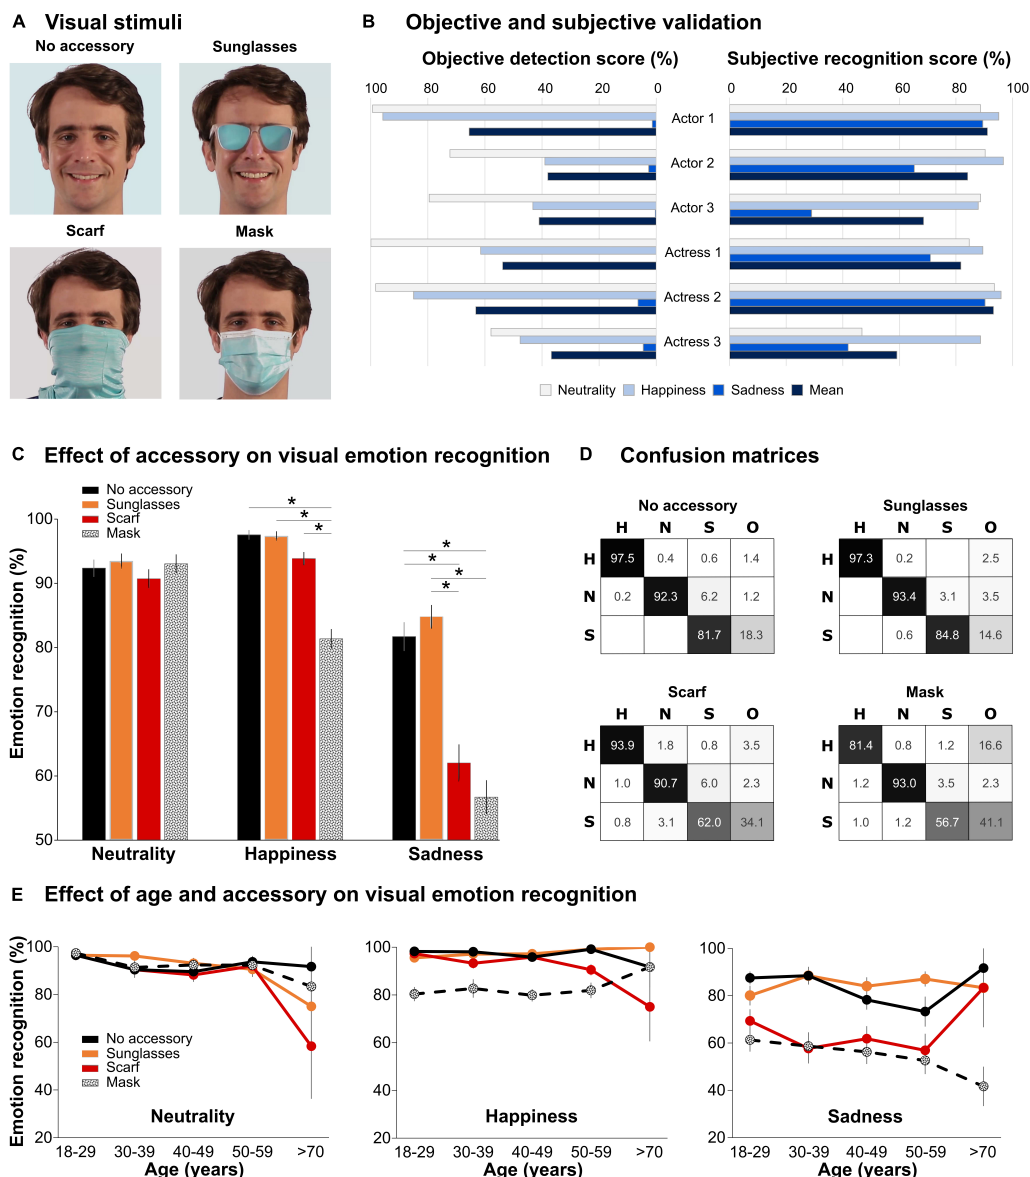 A Visual stimuli
No accessory
Sunglasses
Scarf
Mask
B Objective and subjective validation
Objective detection score (%)
Subjective recognition score (%)
100 80 60 40 20 0
0 20 40 60 80 100
Actor 1
Actor 2
Actor 3
Actress 1
Actress 2
Actress 3
Neutrality Happiness Sadness Mean
C Effect of accessory on visual emotion recognition
No accessory
Sunglasses
Scarf
Mask
Emotion recognition (%)
100
90
80
70
60
50
* * *
* * * *
Neutrality Happiness Sadness
D Confusion matrices
No accessory
H N S O
H 97.5 0.4 0.6 1.4
N 0.2 92.3 6.2 1.2
S 81.7 18.3
Sunglasses
H N S O
H 97.3 0.2 2.5
N 93.4 3.1 3.5
S 0.6 84.8 14.6
Scarf
H N S O
H 93.9 1.8 0.8 3.5
N 1.0 90.7 6.0 2.3
S 0.8 3.1 62.0 34.1
Mask
H N S O
H 81.4 0.8 1.2 16.6
N 1.2 93.0 3.5 2.3
S 1.0 1.2 56.7 41.1
E Effect of age and accessory on visual emotion recognition
Emotion recognition (%)
100
80
60
40
20
No accessory
Sunglasses
Scarf
Mask
Neutrality
18-29 30-39 40-49 50-59 >70
Age (years)
100
80
60
40
20
Happiness
18-29 30-39 40-49 50-59 >70
Age (years)
100
80
60
40
20
Sadness
18-29 30-39 40-49 50-59 >70
Age (years)